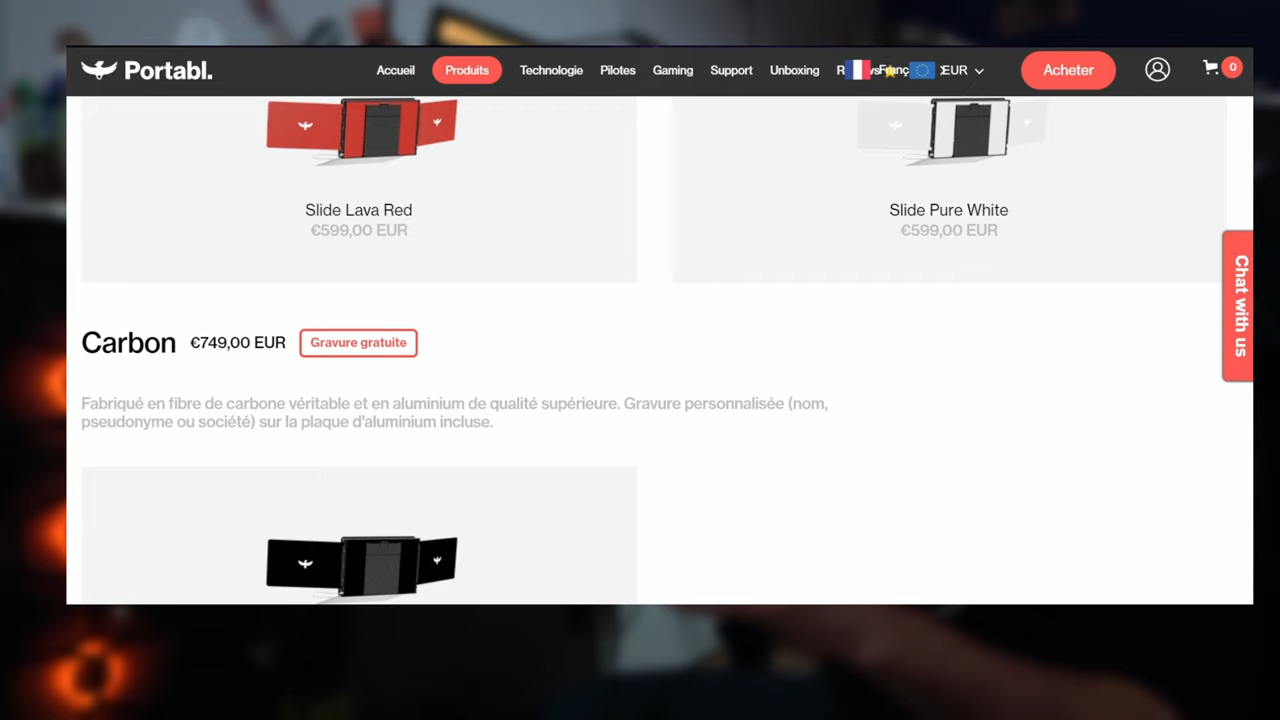 Portabl.
Accueil
Produits
Technologie
Pilotes
Gaming
Support
Unboxing
EUR
Acheter
0
Slide Lava Red
€599,00 EUR
Slide Pure White
€599,00 EUR
Chat with us
Carbon €749,00 EUR Gravure gratuite
Fabriqué en fibre de carbone véritable et en aluminium de qualité supérieure. Gravure personnalisée (nom,
pseudonyme ou société) sur la plaque d'aluminium incluse.